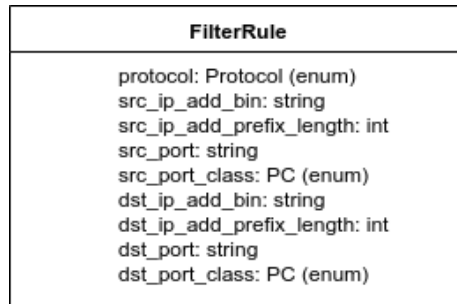 FilterRule
protocol: Protocol (enum)
src_ip_add_bin: string
src_ip_add_prefix_length: int
src_port: string
src_port_class: PC (enum)
dst_ip_add_bin: string
dst_ip_add_prefix_length: int
dst_port: string
dst_port_class: PC (enum)